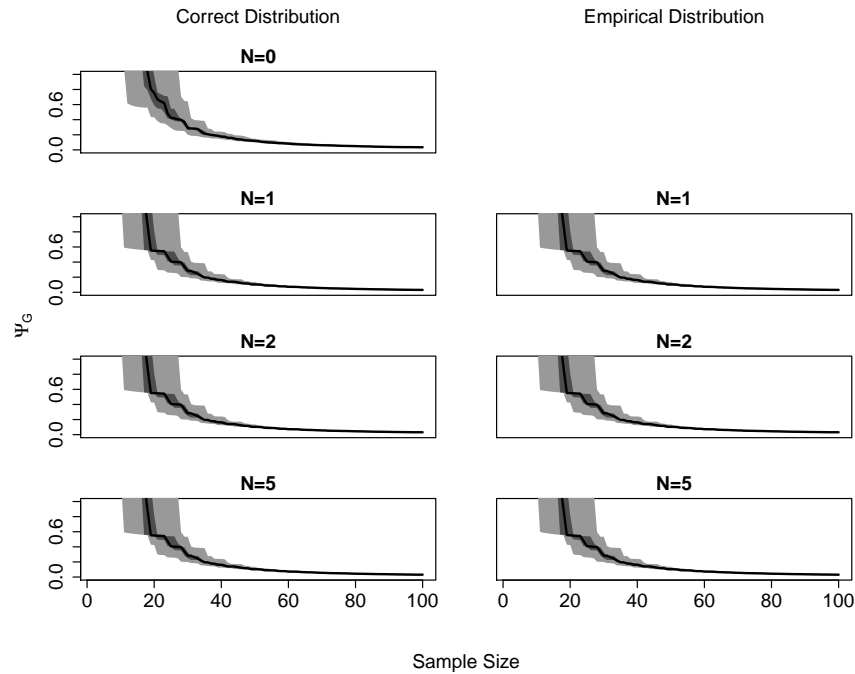 Correct Distribution
Empirical Distribution
N=0
0.0 0.6
N=1
N=1
0.0 0.6
Ψ_G
N=2
N=2
0.0 0.6
N=5
N=5
0.0 0.6
0 20 40 60 80 100
0 20 40 60 80 100
Sample Size